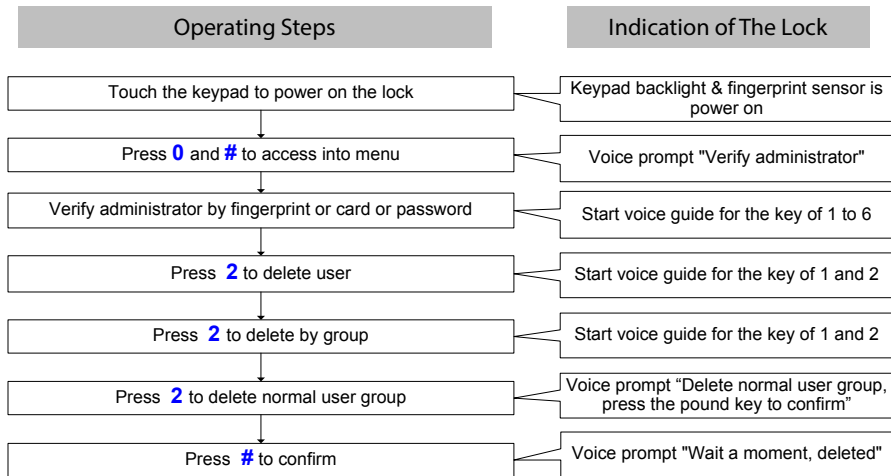 Operating Steps
Indication of The Lock
Touch the keypad to power on the lock
Keypad backlight & fingerprint sensor is
power on
Press 0 and # to access into menu
Voice prompt "Verify administrator"
Verify administrator by fingerprint or card or password
Start voice guide for the key of 1 to 6
Press 2 to delete user
Start voice guide for the key of 1 and 2
Press 2 to delete by group
Start voice guide for the key of 1 and 2
Press 2 to delete normal user group
Voice prompt “Delete normal user group,
press the pound key to confirm”
Press # to confirm
Voice prompt "Wait a moment, deleted"